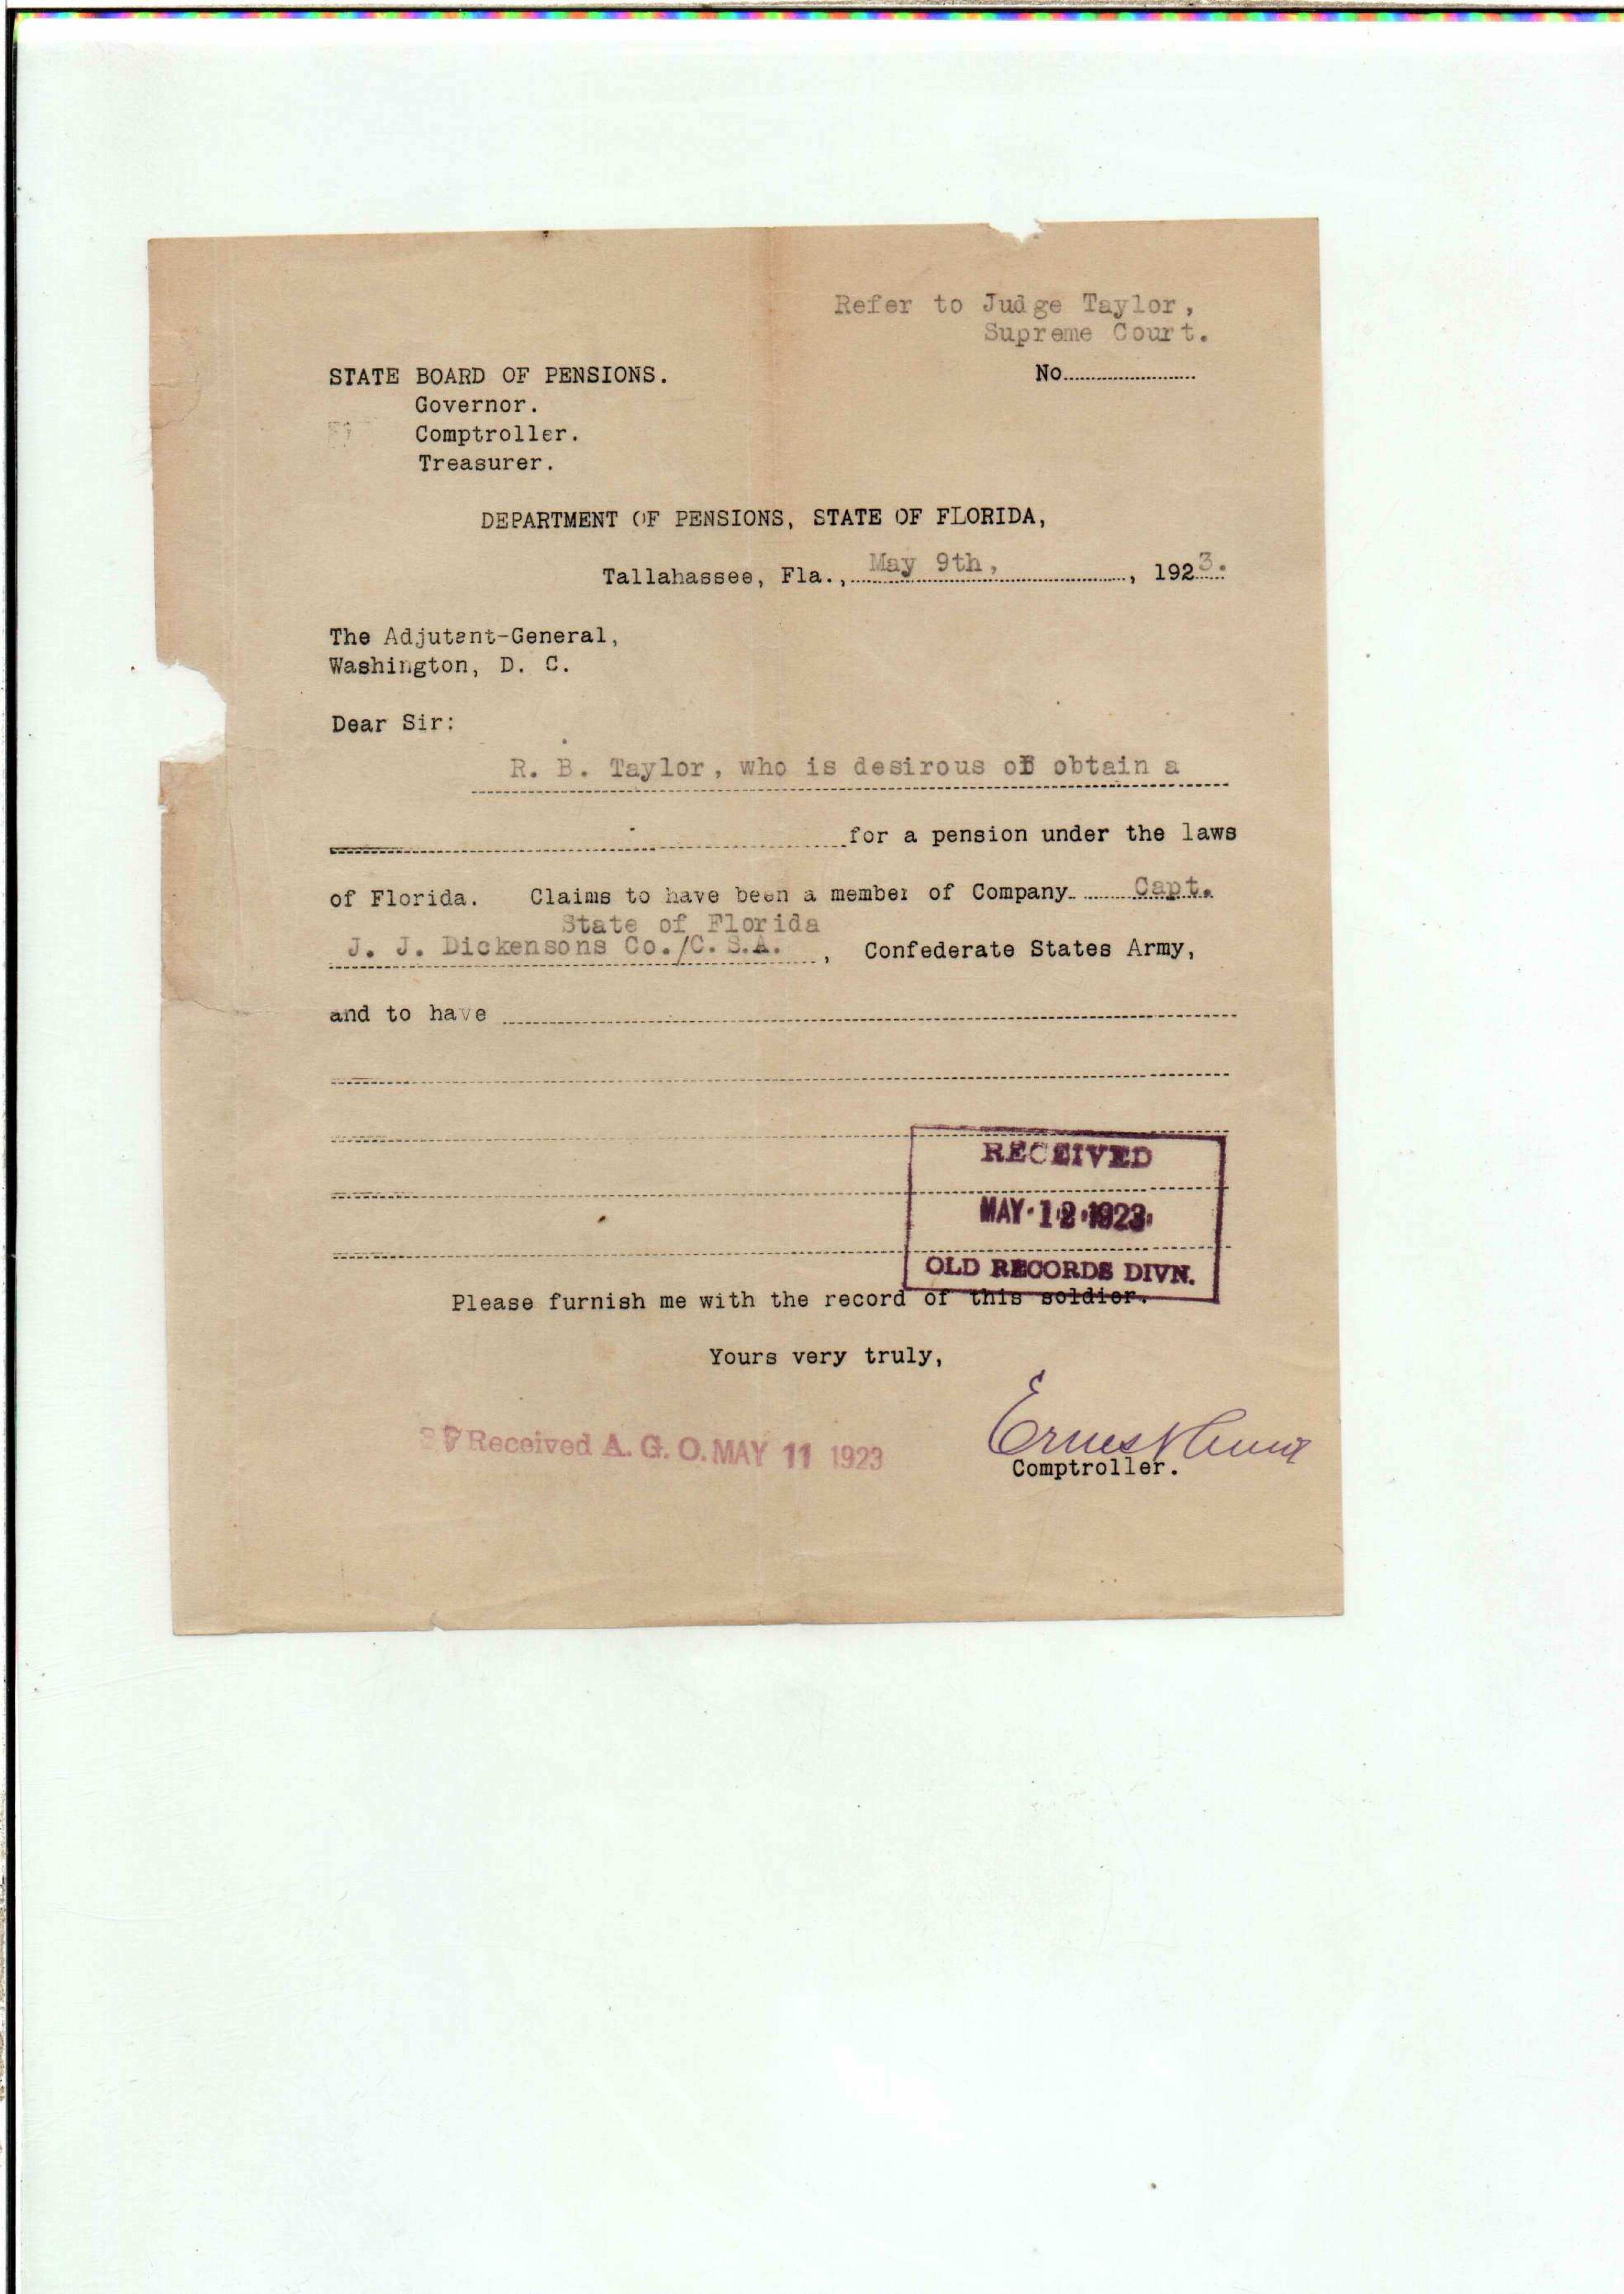 Refer to Judge Taylor,
Supreme Court.
STATE BOARD OF PENSIONS.
No
Governor.
Comptroller.
Treasurer.
DEPARTMENT OF PENSIONS, STATE OF FLORIDA,
Tallahassee, Fla., May 9th, , 1923.
The Adjutant-General,
Washington, D. C.
Dear Sir:
R. B. Taylor, who is desirous of obtain a
for a pension under the laws
of Florida. Claims to have been a member of Company Capt.
State of Florida
J. J. Dickensons Co./C. S.A. , Confederate States Army,
and to have
RECEIVED
MAY 12 1923
OLD RECORDS DIVN.
Please furnish me with the record of this soldier.
Yours very truly,
Received A. G. O. MAY 11 1923
Ernest
Comptroller.